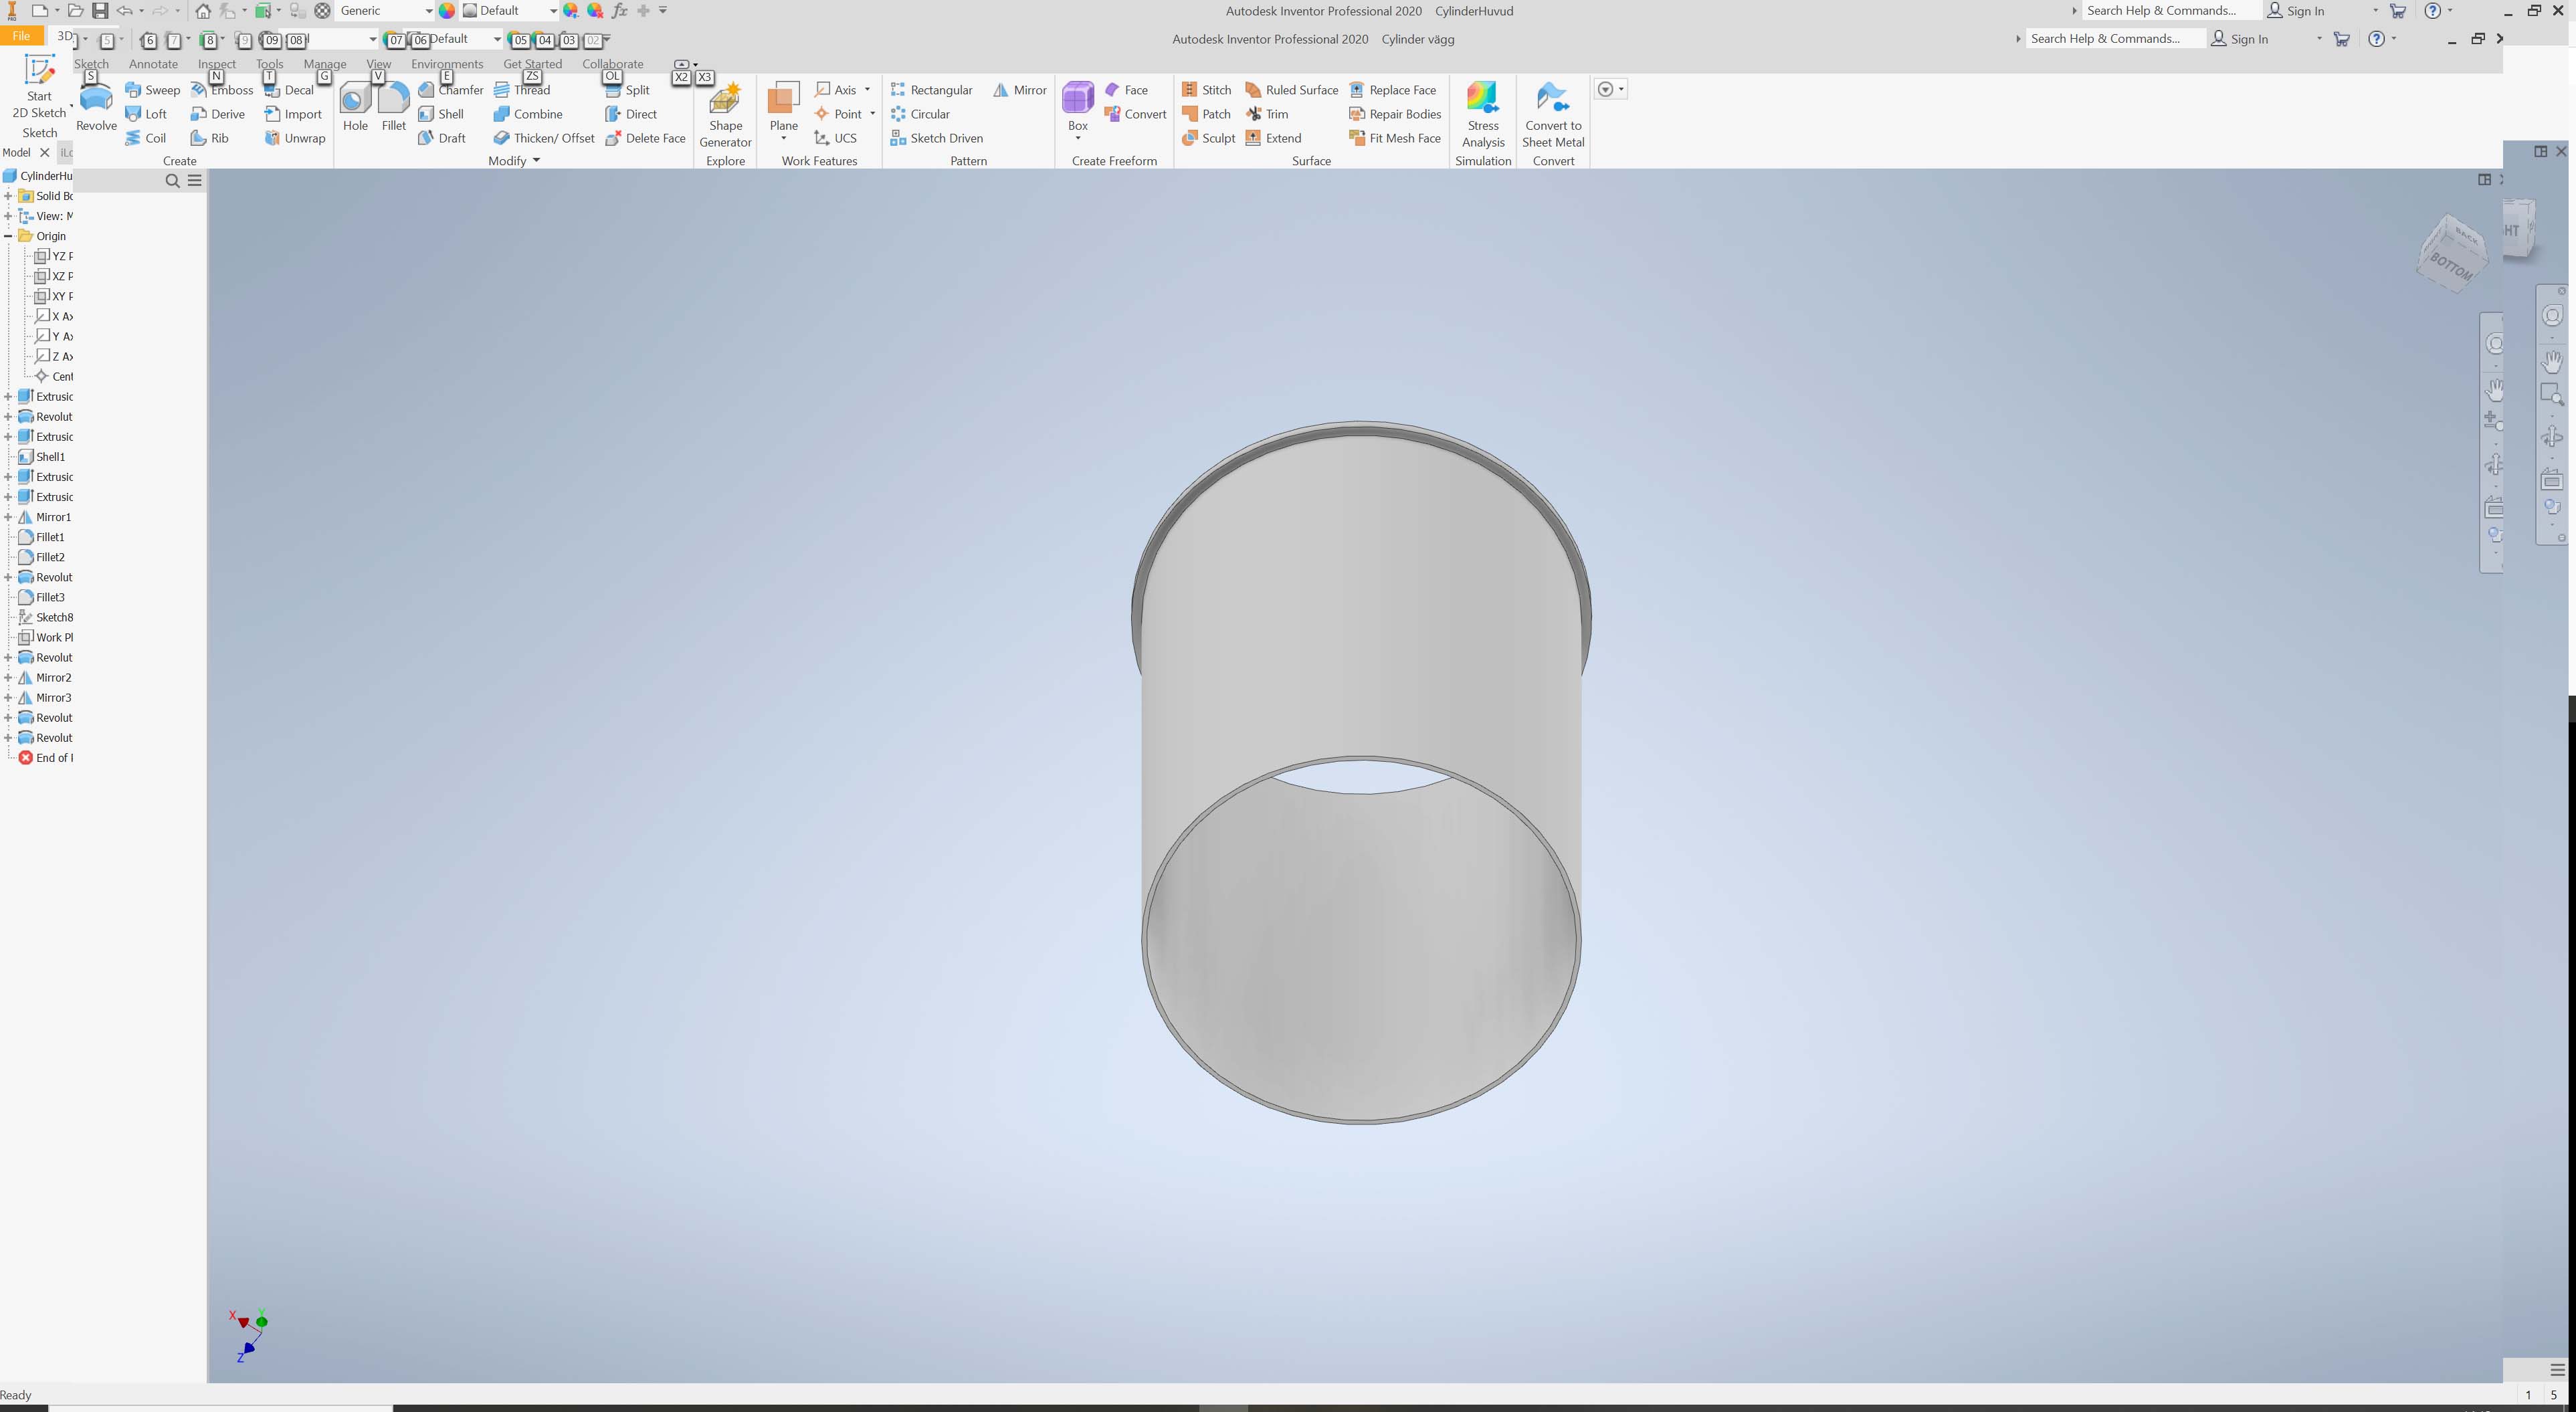 Generic Default fx Autodesk Inventor Professional 2020 CylinderHuvud Search Help & Commands... Sign In
File 3D 5 6 7 8 9 09 08 07 06 Default 05 04 03 02 Autodesk Inventor Professional 2020 Cylinder vägg Search Help & Commands... Sign In
Sketch Annotate Inspect Tools Manage View Environments Get Started Collaborate
S N T G V E ZS OL X2 X3
Start
2D Sketch
Sketch
Revolve
Sweep Emboss Decal
Loft Derive Import
Coil Rib Unwrap
Create
Hole Fillet
Chamfer Thread Split
Shell Combine Direct
Draft Thicken/ Offset Delete Face
Modify
Shape
Generator
Explore
Plane
Axis
Point
UCS
Work Features
Rectangular Mirror
Circular
Sketch Driven
Pattern
Box
Face
Convert
Create Freeform
Stitch Ruled Surface Replace Face
Patch Trim Repair Bodies
Sculpt Extend Fit Mesh Face
Surface
Stress
Analysis
Simulation
Convert to
Sheet Metal
Convert
Model
CylinderHu
Solid Bo
View: M
Origin
YZ P
XZ P
XY P
X Ax
Y Ax
Z Ax
Cent
Extrusio
Revolut
Extrusio
Shell1
Extrusio
Extrusio
Mirror1
Fillet1
Fillet2
Revolut
Fillet3
Sketch8
Work Pl
Revolut
Mirror2
Mirror3
Revolut
Revolut
End of
BACK
BOTTOM
HT
X Y
Z
Ready
1 5